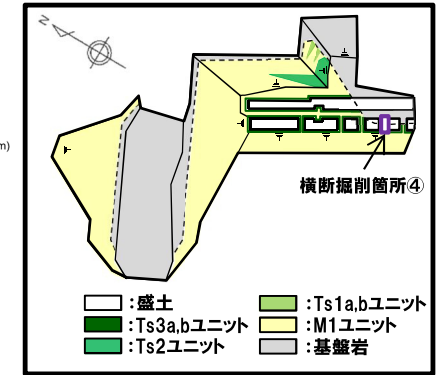 N
m)
横断掘削箇所④
:盛土
:Ts1a,bユニット
:Ts3a,bユニット
:M1ユニット
:Ts2ユニット
:基盤岩